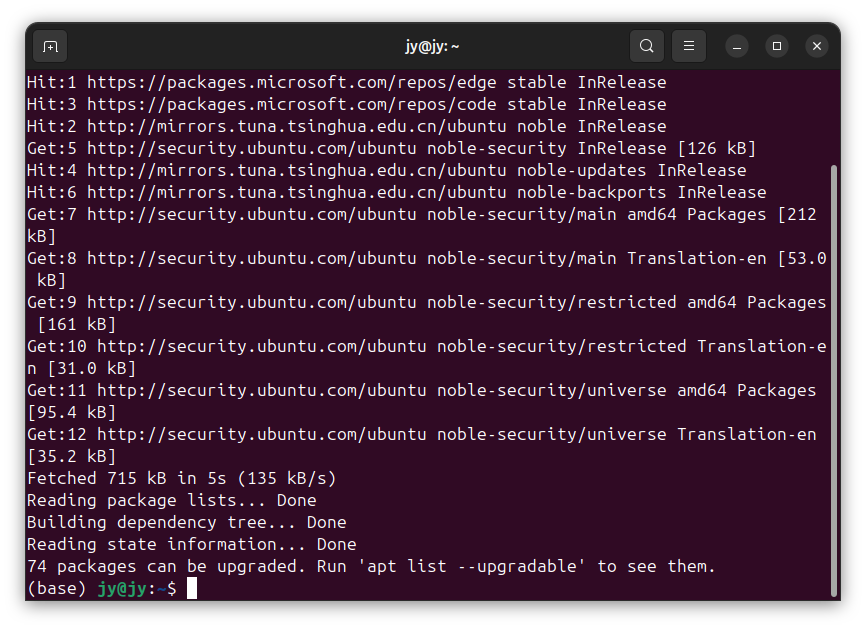 jy@jy: ~
Hit:1 https://packages.microsoft.com/repos/edge stable InRelease
Hit:3 https://packages.microsoft.com/repos/code stable InRelease
Hit:2 http://mirrors.tuna.tsinghua.edu.cn/ubuntu noble InRelease
Get:5 http://security.ubuntu.com/ubuntu noble-security InRelease [126 kB]
Hit:4 http://mirrors.tuna.tsinghua.edu.cn/ubuntu noble-updates InRelease
Hit:6 http://mirrors.tuna.tsinghua.edu.cn/ubuntu noble-backports InRelease
Get:7 http://security.ubuntu.com/ubuntu noble-security/main amd64 Packages [212
kB]
Get:8 http://security.ubuntu.com/ubuntu noble-security/main Translation-en [53.0
 kB]
Get:9 http://security.ubuntu.com/ubuntu noble-security/restricted amd64 Packages
 [161 kB]
Get:10 http://security.ubuntu.com/ubuntu noble-security/restricted Translation-e
n [31.0 kB]
Get:11 http://security.ubuntu.com/ubuntu noble-security/universe amd64 Packages
[95.4 kB]
Get:12 http://security.ubuntu.com/ubuntu noble-security/universe Translation-en
[35.2 kB]
Fetched 715 kB in 5s (135 kB/s)
Reading package lists... Done
Building dependency tree... Done
Reading state information... Done
74 packages can be upgraded. Run 'apt list --upgradable' to see them.
(base) jy@jy:~$